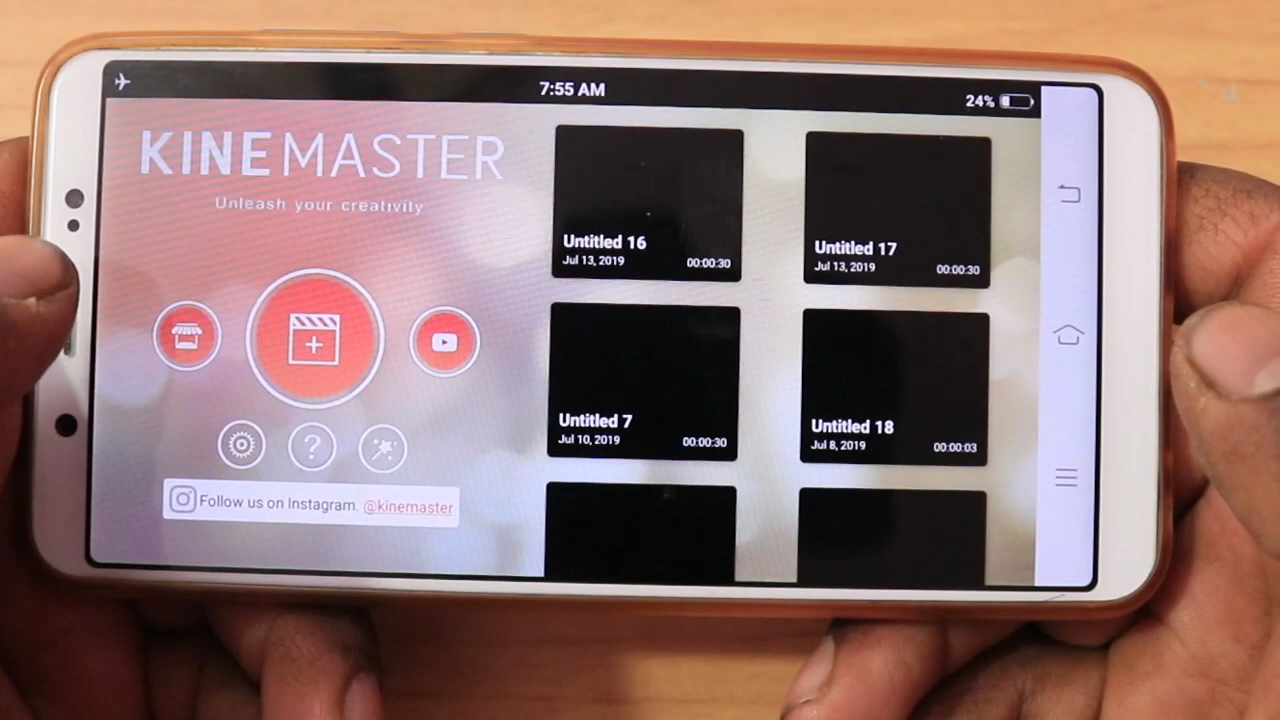 7:55 AM
24%
KINEMASTER
Unleash your creativity
?
Follow us on Instagram. @kinemaster
Untitled 16
Jul 13, 2019 00:00:30
Untitled 17
Jul 13, 2019 00:00:30
Untitled 7
Jul 10, 2019 00:00:30
Untitled 18
Jul 8, 2019 00:00:03